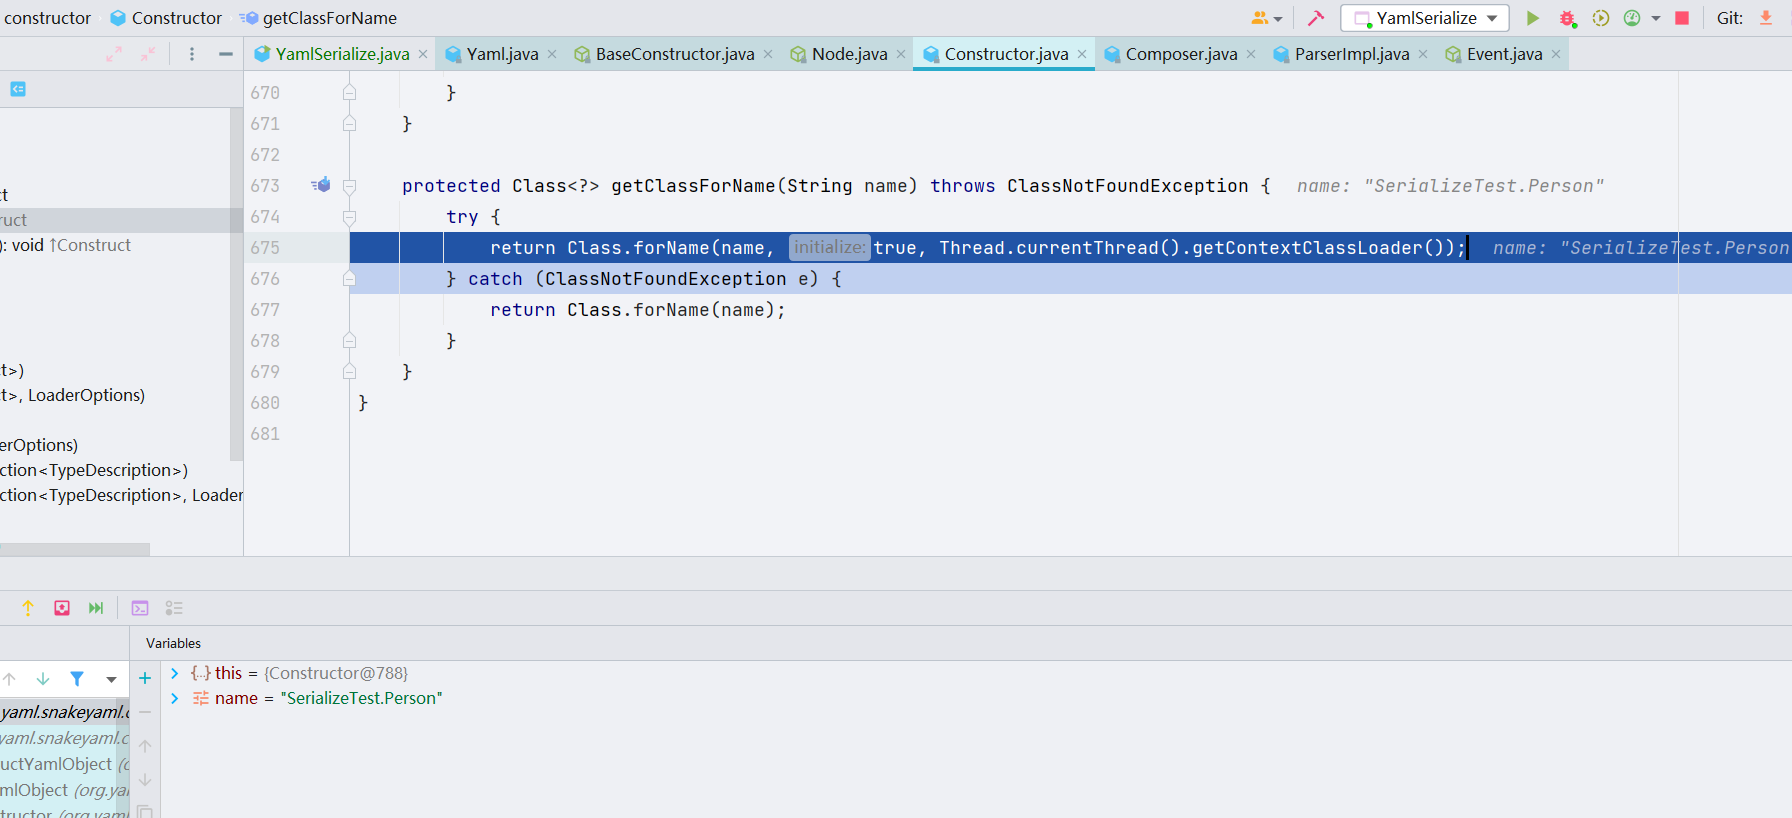 constructor Constructor getClassForName YamlSerialize Git:
YamlSerialize.java Yaml.java BaseConstructor.java Node.java Constructor.java Composer.java ParserImpl.java Event.java
ct
ruct
): void ↑Construct
t>)
t>, LoaderOptions)
erOptions)
ction<TypeDescription>)
ction<TypeDescription>, Loader
670 }
671 }
672
673 protected Class<?> getClassForName(String name) throws ClassNotFoundException { name: "SerializeTest.Person"
674 try {
675 return Class.forName(name, initialize: true, Thread.currentThread().getContextClassLoader()); name: "SerializeTest.Person
676 } catch (ClassNotFoundException e) {
677 return Class.forName(name);
678 }
679 }
680 }
681
Variables
this = {Constructor@788}
name = "SerializeTest.Person"
yaml.snakeyaml.c
yaml.snakeyaml.c
uctYamlObject (
mlObject (org.ya
tructor (org.yaml